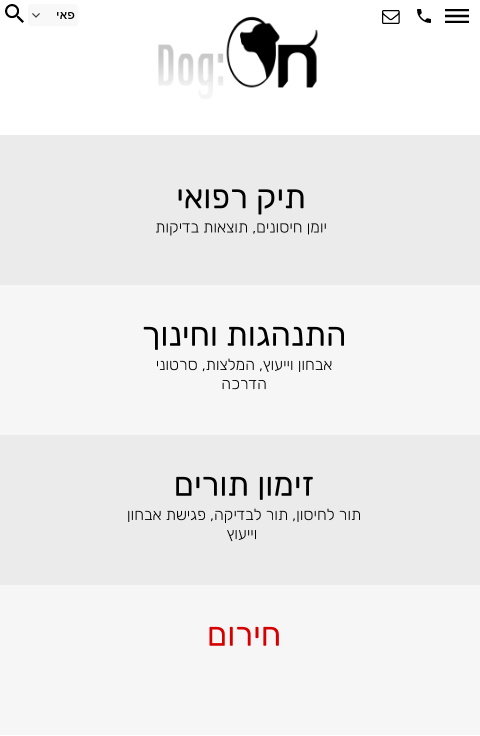 פאי
Dog:On
תיק רפואי
יומן חיסונים, תוצאות בדיקות
התנהגות וחינוך
אבחון וייעוץ, המלצות, סרטוני
הדרכה
זימון תורים
תור לחיסון, תור לבדיקה, פגישת אבחון
וייעוץ
חירום